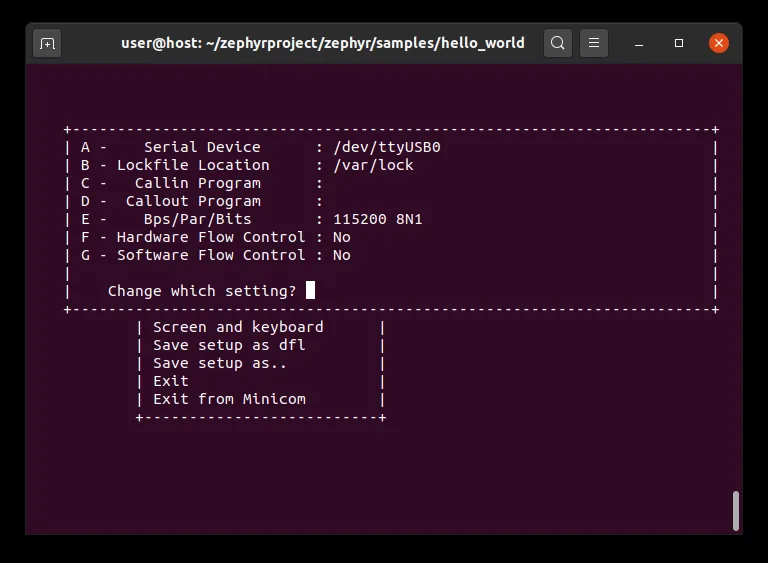 user@host: ~/zephyrproject/zephyr/samples/hello_world
+-----------------------------------------------------------------------+
| A -    Serial Device      : /dev/ttyUSB0                              |
| B - Lockfile Location     : /var/lock                                 |
| C -   Callin Program      :                                           |
| D -  Callout Program      :                                           |
| E -    Bps/Par/Bits       : 115200 8N1                                |
| F - Hardware Flow Control : No                                        |
| G - Software Flow Control : No                                        |
|                                                                       |
|    Change which setting?                                              |
+-----------------------------------------------------------------------+
| Screen and keyboard      |
| Save setup as dfl        |
| Save setup as..          |
| Exit                     |
| Exit from Minicom        |
+--------------------------+